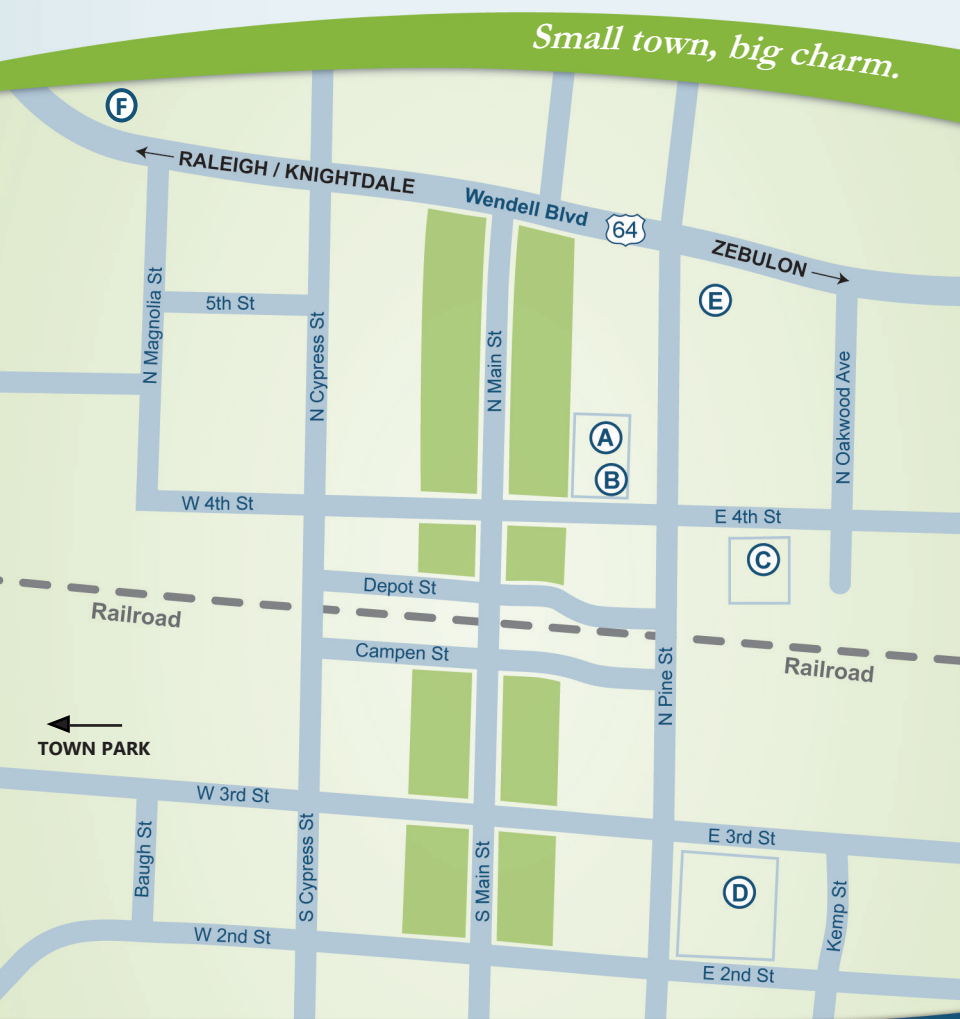 Small town, big charm.
F
RALEIGH / KNIGHTDALE
Wendell Blvd
64
ZEBULON
N Magnolia St
5th St
N Cypress St
N Main St
E
N Oakwood Ave
A
B
W 4th St
E 4th St
C
Depot St
Railroad
Campen St
Railroad
N Pine St
TOWN PARK
W 3rd St
E 3rd St
Baugh St
S Cypress St
S Main St
D
Kemp St
W 2nd St
E 2nd St